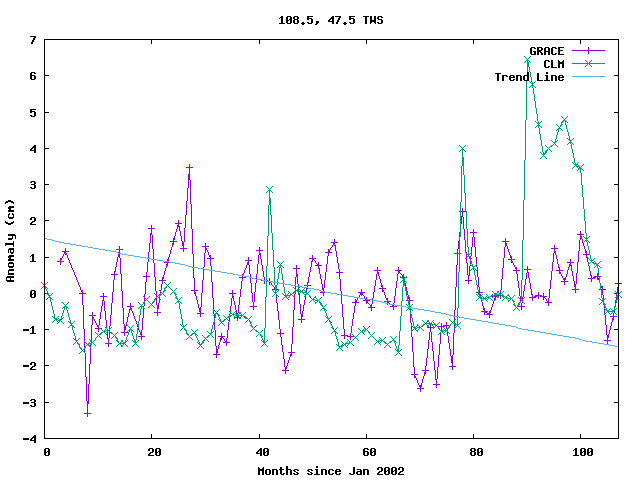 108.5, 47.5 TWS
GRACE
CLM
Trend Line
7
6
5
4
3
2
1
0
-1
-2
-3
-4
Anomaly (cm)
0 20 40 60 80 100
Months since Jan 2002